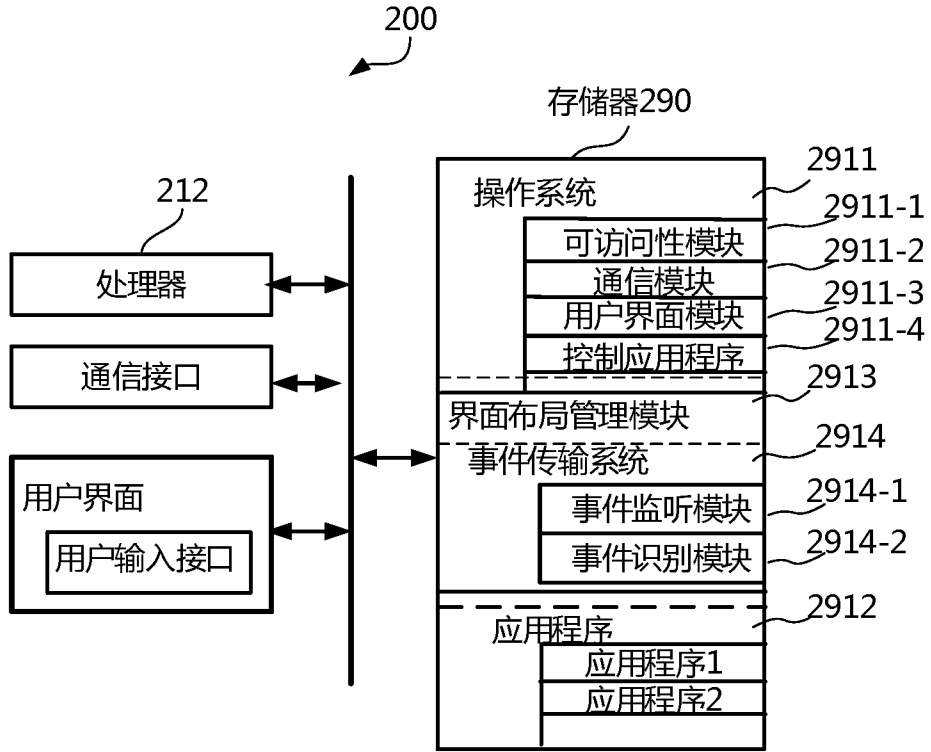 200
存储器290
212
处理器
通信接口
用户界面
用户输入接口
操作系统
2911
可访问性模块
2911-1
通信模块
2911-2
用户界面模块
2911-3
控制应用程序
2911-4
界面布局管理模块
2913
事件传输系统
2914
事件监听模块
2914-1
事件识别模块
2914-2
应用程序
2912
应用程序1
应用程序2